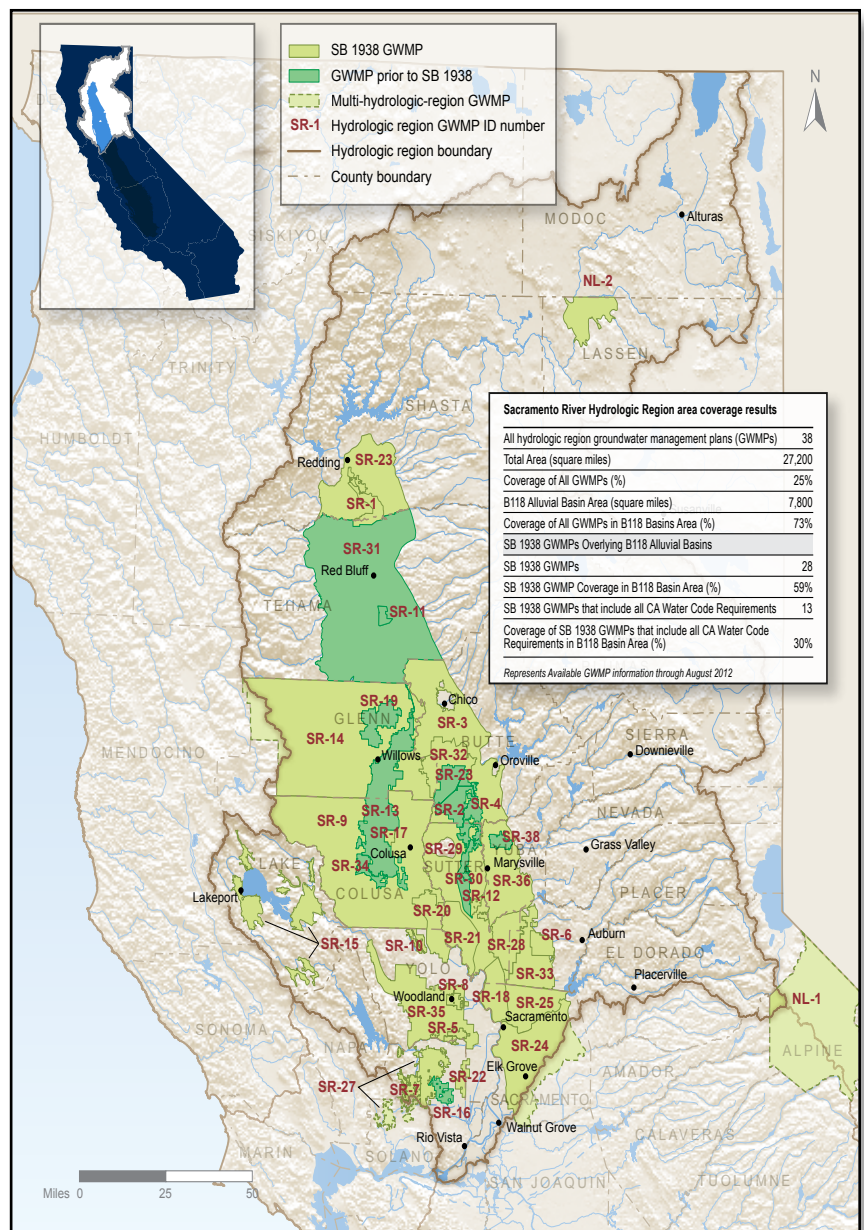 SB 1938 GWMP
GWMP prior to SB 1938
Multi-hydrologic-region GWMP
SR-1 Hydrologic region GWMP ID number
Hydrologic region boundary
County boundary
N
MODOC
Alturas
SISKIYOU
NL-2
LASSEN
TRINITY
SHASTA
HUMBOLDT
Sacramento River Hydrologic Region area coverage results
All hydrologic region groundwater management plans (GWMPs) 38
Total Area (square miles) 27,200
Coverage of All GWMPs (%) 25%
B118 Alluvial Basin Area (square miles) 7,800
Susanville
Coverage of All GWMPs in B118 Basins Area (%) 73%
SB 1938 GWMPs Overlying B118 Alluvial Basins
SB 1938 GWMPs 28
SB 1938 GWMP Coverage in B118 Basin Area (%) 59%
SB 1938 GWMPs that include all CA Water Code Requirements 13
Coverage of SB 1938 GWMPs that include all CA Water Code
Requirements in B118 Basin Area (%) 30%
Represents Available GWMP information through August 2012
Redding
SR-23
SR-1
SR-31
Red Bluff
TEHAMA
SR-11
SR-19
Chico
GLENN
SR-3
SR-14
BUTTE
SIERRA
Willows
SR-32
Oroville
Downieville
MENDOCINO
SR-23
SR-13
SR-2
SR-4
NEVADA
SR-9
SR-17
SR-38
Colusa
SR-29
UBA
Grass Valley
LAKE
SR-34
SUTTER
Marysville
COLUSA
SR-30
SR-36
PLACER
Lakeport
SR-12
SR-20
SR-6
Auburn
SR-15
SR-10
SR-21
SR-28
EL DORADO
YOLO
SR-33
Placerville
SR-8
Woodland
SR-18
SR-25
NL-1
SR-35
Sacramento
SONOMA
SR-5
NAPA
SR-24
ALPINE
SR-27
SR-7
SR-22
Elk Grove
AMADOR
SR-16
SACRAMENTO
Walnut Grove
Rio Vista
CALAVERAS
MARIN
SOLANO
SAN JOAQUIN
TUOLUMNE
Miles 0 25 50